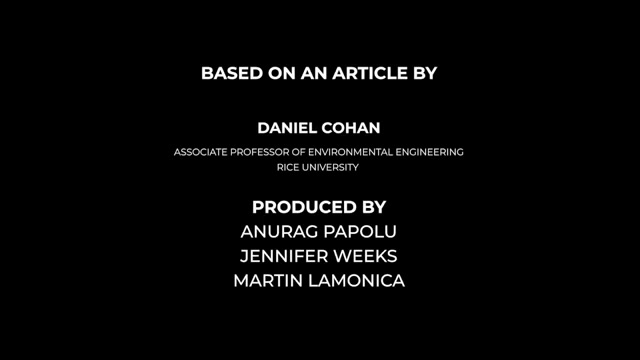 BASED ON AN ARTICLE BY
DANIEL COHAN
ASSOCIATE PROFESSOR OF ENVIRONMENTAL ENGINEERING
RICE UNIVERSITY
PRODUCED BY
ANURAG PAPOLU
JENNIFER WEEKS
MARTIN LAMONICA